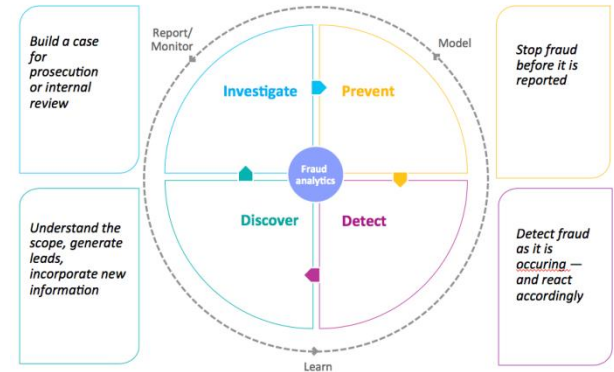 Build a case
for
prosecution
or internal
review
Report/
Monitor
Model
Stop fraud
before it is
reported
Investigate
Prevent
Fraud
analytics
Discover
Detect
Understand the
scope, generate
leads,
incorporate new
information
Detect fraud
as it is
occuring —
and react
accordingly
Learn